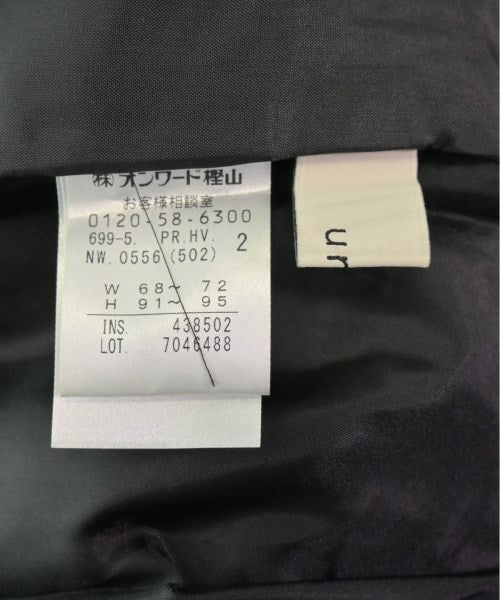 ㈱オンワード樫山
お客様相談室
0120-58-6300
699-5. PR.HV. 2
NW. 0556 (502)
W 68〜 72
H 91〜 95
INS. 438502
LOT. 7046488
un